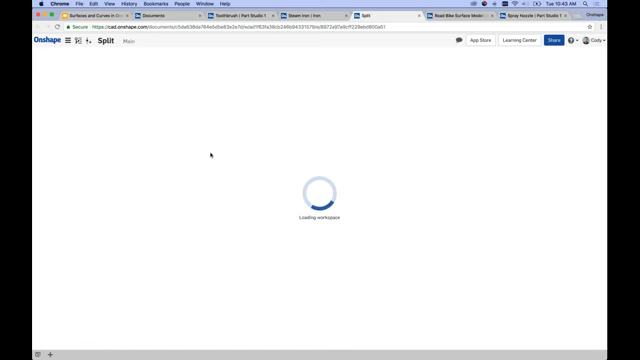 Chrome File Edit View History Bookmarks People Window Help Tue 10:43 AM
Surfaces and Curves in On Documents Toothbrush | Part Studio 1 Steam Iron | Iron Split Road Bike Surface Model Spray Nozzle | Part Studio 1 Onshape
Secure
Onshape Split Main App Store Learning Center Share Cody
Loading workspace